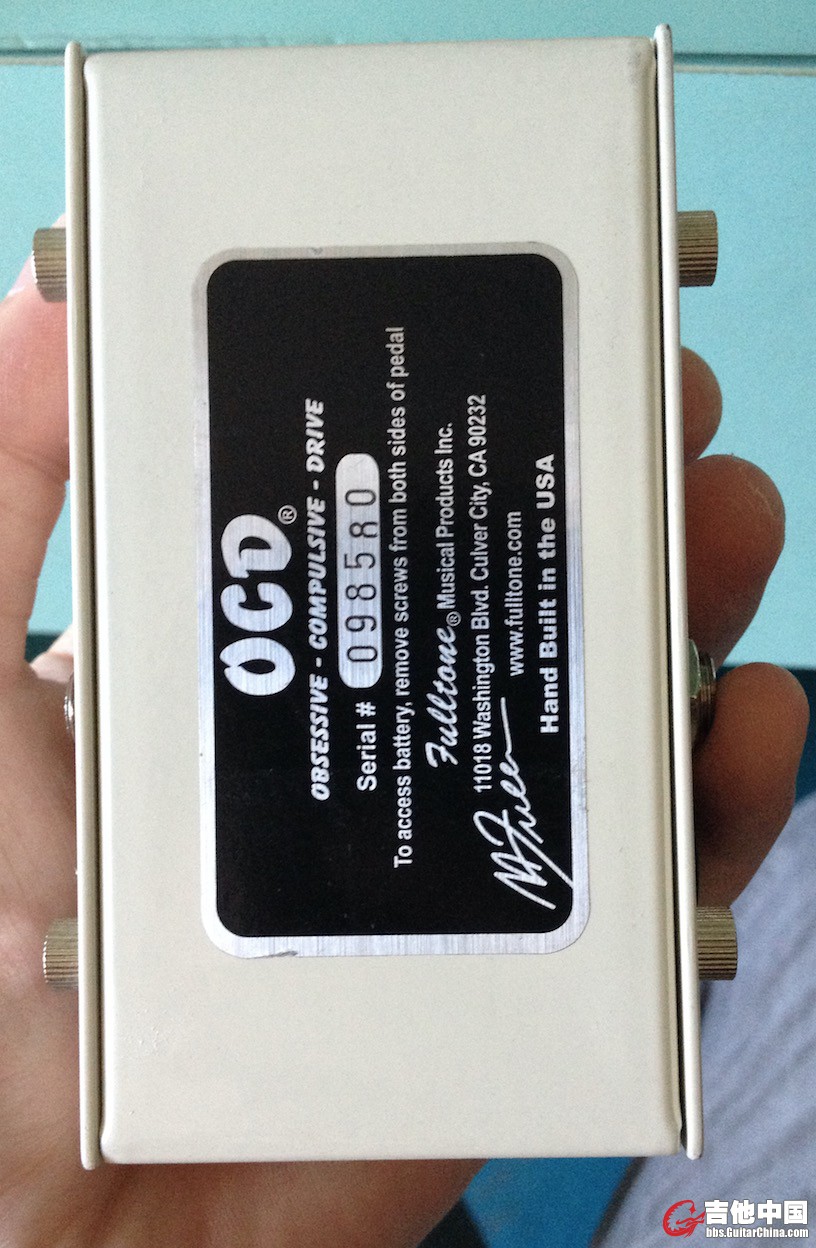 OCD®
OBSESSIVE - COMPULSIVE - DRIVE
Serial # 098580
To access battery, remove screws from both sides of pedal
Fulltone® Musical Products Inc.
11018 Washington Blvd. Culver City, CA 90232
www.fulltone.com
Hand Built in the USA
M Fuller
吉他中国
bbs.GuitarChina.com